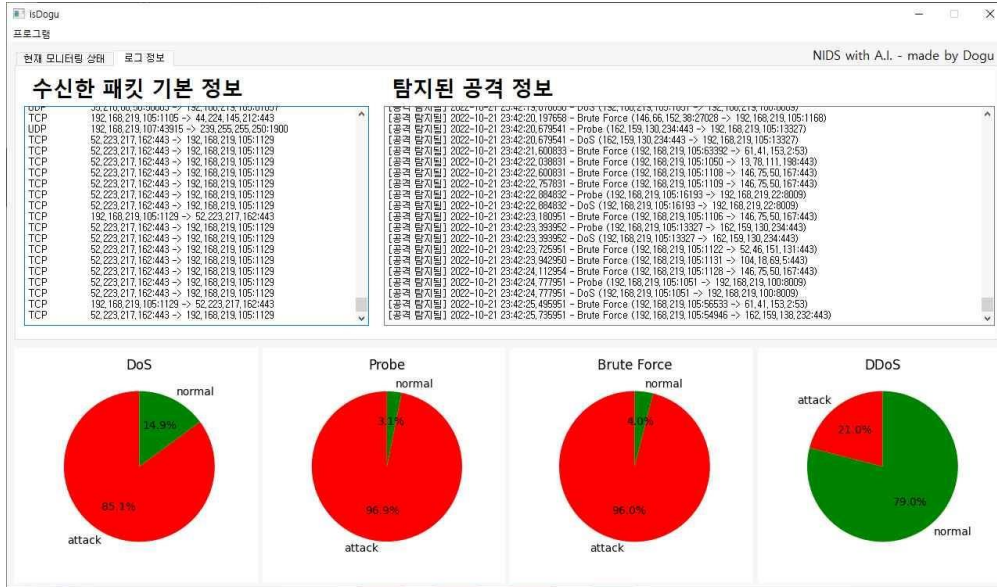 isDogu
프로그램
현재 모니터링 상태 로그 정보
NIDS with A.I. - made by Dogu
수신한 패킷 기본 정보
탐지된 공격 정보
UDP
TCP 192,168,219,105:1105 -> 44,224,145,212:443
UDP 192,168,219,107:43915 -> 239,255,255,250:1900
TCP 52,223,217,162:443 -> 192,168,219,105:1129
TCP 52,223,217,162:443 -> 192,168,219,105:1129
TCP 52,223,217,162:443 -> 192,168,219,105:1129
TCP 52,223,217,162:443 -> 192,168,219,105:1129
TCP 52,223,217,162:443 -> 192,168,219,105:1129
TCP 52,223,217,162:443 -> 192,168,219,105:1129
TCP 192,168,219,105:1129 -> 52,223,217,162:443
TCP 52,223,217,162:443 -> 192,168,219,105:1129
TCP 52,223,217,162:443 -> 192,168,219,105:1129
TCP 52,223,217,162:443 -> 192,168,219,105:1129
TCP 52,223,217,162:443 -> 192,168,219,105:1129
TCP 52,223,217,162:443 -> 192,168,219,105:1129
TCP 52,223,217,162:443 -> 192,168,219,105:1129
TCP 52,223,217,162:443 -> 192,168,219,105:1129
TCP 192,168,219,105:1129 -> 52,223,217,162:443
TCP 52,223,217,162:443 -> 192,168,219,105:1129
[공격 탐지됨] 2022-10-21 23:42:20,197658 - Brute Force (146,66,152,38:27028 -> 192,168,219,105:1168)
[공격 탐지됨] 2022-10-21 23:42:20,679541 - Probe (162,159,130,234:443 -> 192,168,219,105:13327)
[공격 탐지됨] 2022-10-21 23:42:20,679541 - DoS (162,159,130,234:443 -> 192,168,219,105:13327)
[공격 탐지됨] 2022-10-21 23:42:21,600833 - Brute Force (192,168,219,105:63392 -> 61,41,153,2:53)
[공격 탐지됨] 2022-10-21 23:42:22,038831 - Brute Force (192,168,219,105:1050 -> 13,78,111,198:443)
[공격 탐지됨] 2022-10-21 23:42:22,600831 - Brute Force (192,168,219,105:1108 -> 146,75,50,167:443)
[공격 탐지됨] 2022-10-21 23:42:22,757831 - Brute Force (192,168,219,105:1109 -> 146,75,50,167:443)
[공격 탐지됨] 2022-10-21 23:42:22,884832 - Probe (192,168,219,105:16193 -> 192,168,219,22:8009)
[공격 탐지됨] 2022-10-21 23:42:22,884832 - DoS (192,168,219,105:16193 -> 192,168,219,22:8009)
[공격 탐지됨] 2022-10-21 23:42:23,180951 - Brute Force (192,168,219,105:1106 -> 146,75,50,167:443)
[공격 탐지됨] 2022-10-21 23:42:23,393952 - Probe (192,168,219,105:13327 -> 162,159,130,234:443)
[공격 탐지됨] 2022-10-21 23:42:23,393952 - DoS (192,168,219,105:13327 -> 162,159,130,234:443)
[공격 탐지됨] 2022-10-21 23:42:23,725951 - Brute Force (192,168,219,105:1122 -> 52,46,151,131:443)
[공격 탐지됨] 2022-10-21 23:42:23,942950 - Brute Force (192,168,219,105:1131 -> 104,18,69,5:443)
[공격 탐지됨] 2022-10-21 23:42:24,112954 - Brute Force (192,168,219,105:1128 -> 146,75,50,167:443)
[공격 탐지됨] 2022-10-21 23:42:24,777951 - Probe (192,168,219,105:1051 -> 192,168,219,100:8009)
[공격 탐지됨] 2022-10-21 23:42:24,777951 - DoS (192,168,219,105:1051 -> 192,168,219,100:8009)
[공격 탐지됨] 2022-10-21 23:42:25,495951 - Brute Force (192,168,219,105:56533 -> 61,41,153,2:53)
[공격 탐지됨] 2022-10-21 23:42:25,735951 - Brute Force (192,168,219,105:54946 -> 162,159,138,232:443)
DoS
normal
14.9%
85.1%
attack
Probe
normal
3.1%
96.9%
attack
Brute Force
normal
4.0%
96.0%
attack
DDoS
attack
21.0%
79.0%
normal